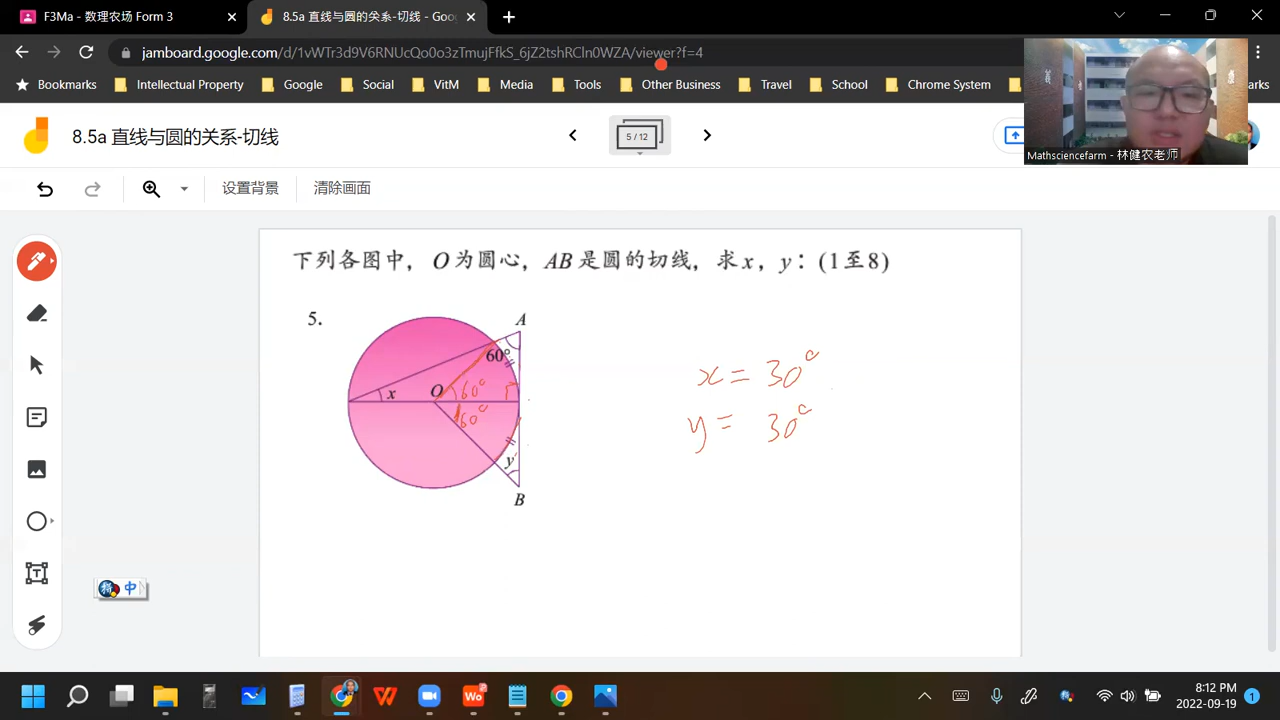 F3Ma - 数理农场 Form 3
8.5a 直线与圆的关系-切线 - Goo
jamboard.google.com/d/1vWTr3d9V6RNUcQo0o3zTmujFfkS_6jZ2tshRCln0WZA/viewer?f=4
Bookmarks
Intellectual Property
Google
VitM
Media
Tools
Other Business
Travel
School
Chrome System
8.5a 直线与圆的关系-切线
5 / 12
Mathsciencefarm - 林健农老师
设置背景
清除画面
下列各图中，O为圆心，AB是圆的切线，求x，y：(1至8)
5.
A
60°
O
x
60°
60°
y
B
x = 30°
y = 30°
中
8:12 PM
2022-09-19
1